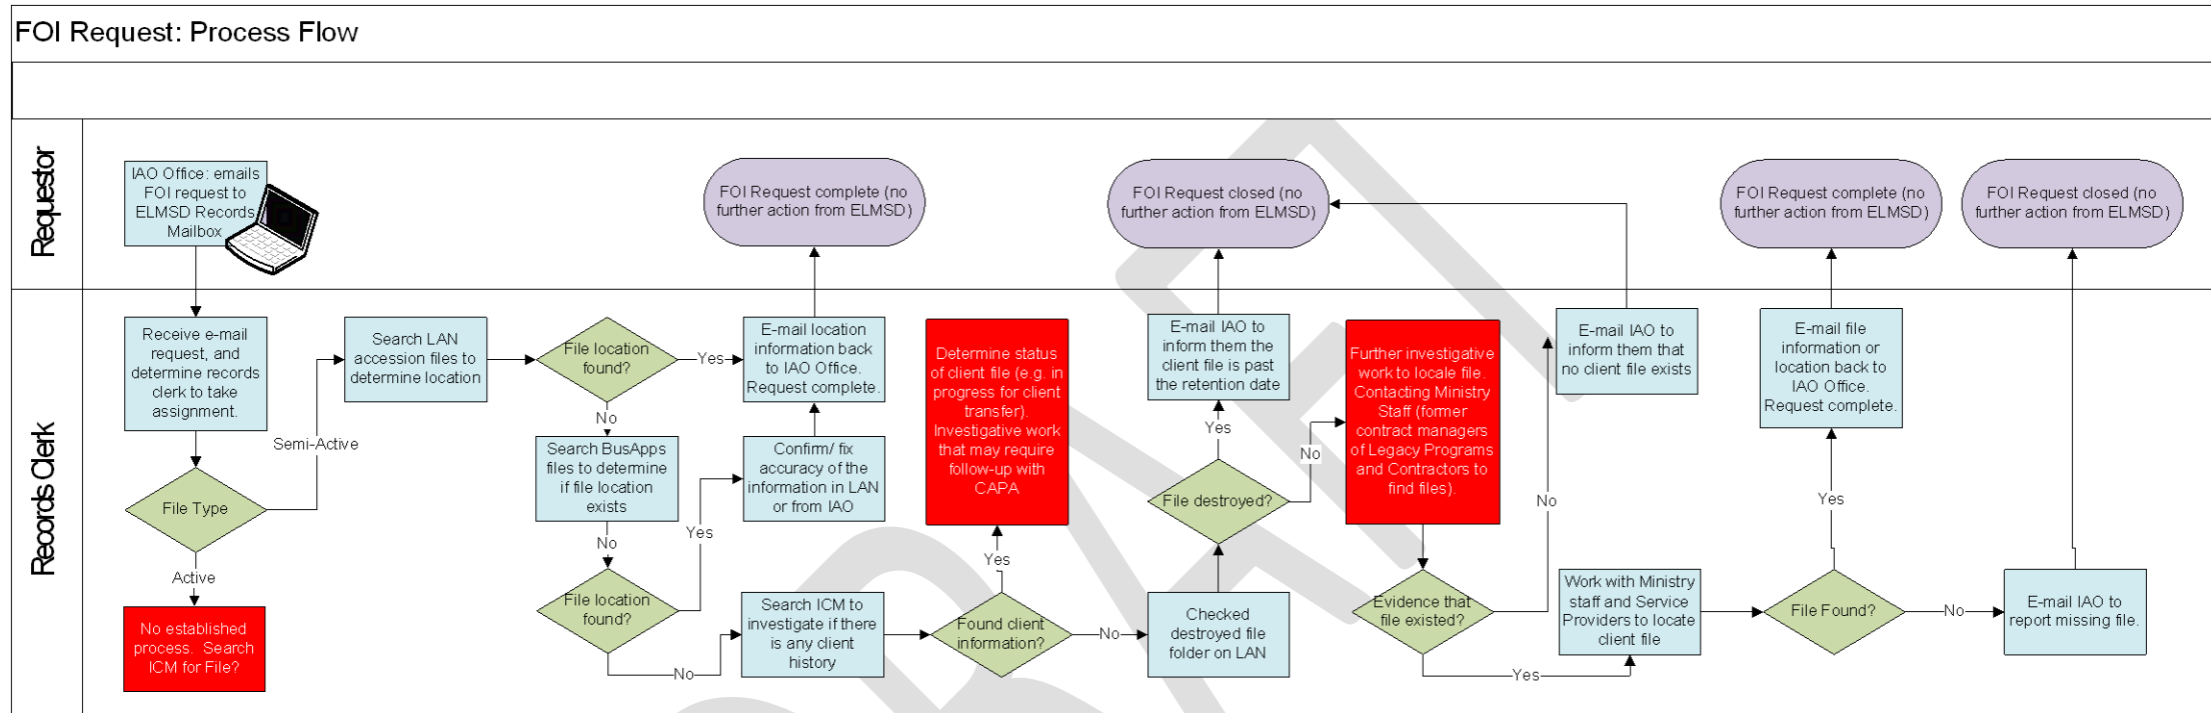 FOI Request: Process Flow
Requestor
IAO Office: emails
FOI request to
ELMSD Records
Mailbox
FOI Request complete (no
further action from ELMSD)
FOI Request closed (no
further action from ELMSD)
FOI Request complete (no
further action from ELMSD)
FOI Request closed (no
further action from ELMSD)
Records Clerk
Receive e-mail
request, and
determine records
clerk to take
assignment.
File Type
Semi-Active
Active
No established
process. Search
ICM for File?
Search LAN
accession files to
determine location
File location
found?
Yes
No
E-mail location
information back
to IAO Office.
Request complete.
Search BusApps
files to determine
if file location
exists
No
Confirm/ fix
accuracy of the
information in LAN
or from IAO
File location
found?
Yes
No
Search ICM to
investigate if there
is any client
history
Found client
information?
Yes
No
Determine status
of client file (e.g. in
progress for client
transfer).
Investigative work
that may require
follow-up with
CAPA
Checked
destroyed file
folder on LAN
File destroyed?
Yes
No
E-mail IAO to
inform them the
client file is past
the retention date
Further investigative
work to locale file.
Contacting Ministry
Staff (former
contract managers
of Legacy Programs
and Contractors to
find files).
Evidence that
file existed?
No
Yes
E-mail IAO to
inform them that
no client file exists
Work with Ministry
staff and Service
Providers to locate
client file
File Found?
Yes
No
E-mail file
information or
location back to
IAO Office.
Request complete.
E-mail IAO to
report missing file.
DRAFT